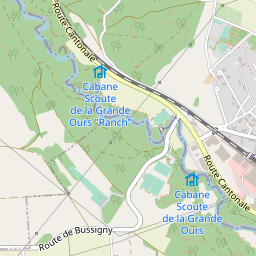 Route Cantonale
Cabane
Scoute
de la Grande
Ours "Ranch"
Route Cantonale
Cabane
Scoute
de la Grande
Ours
Route de Bussigny